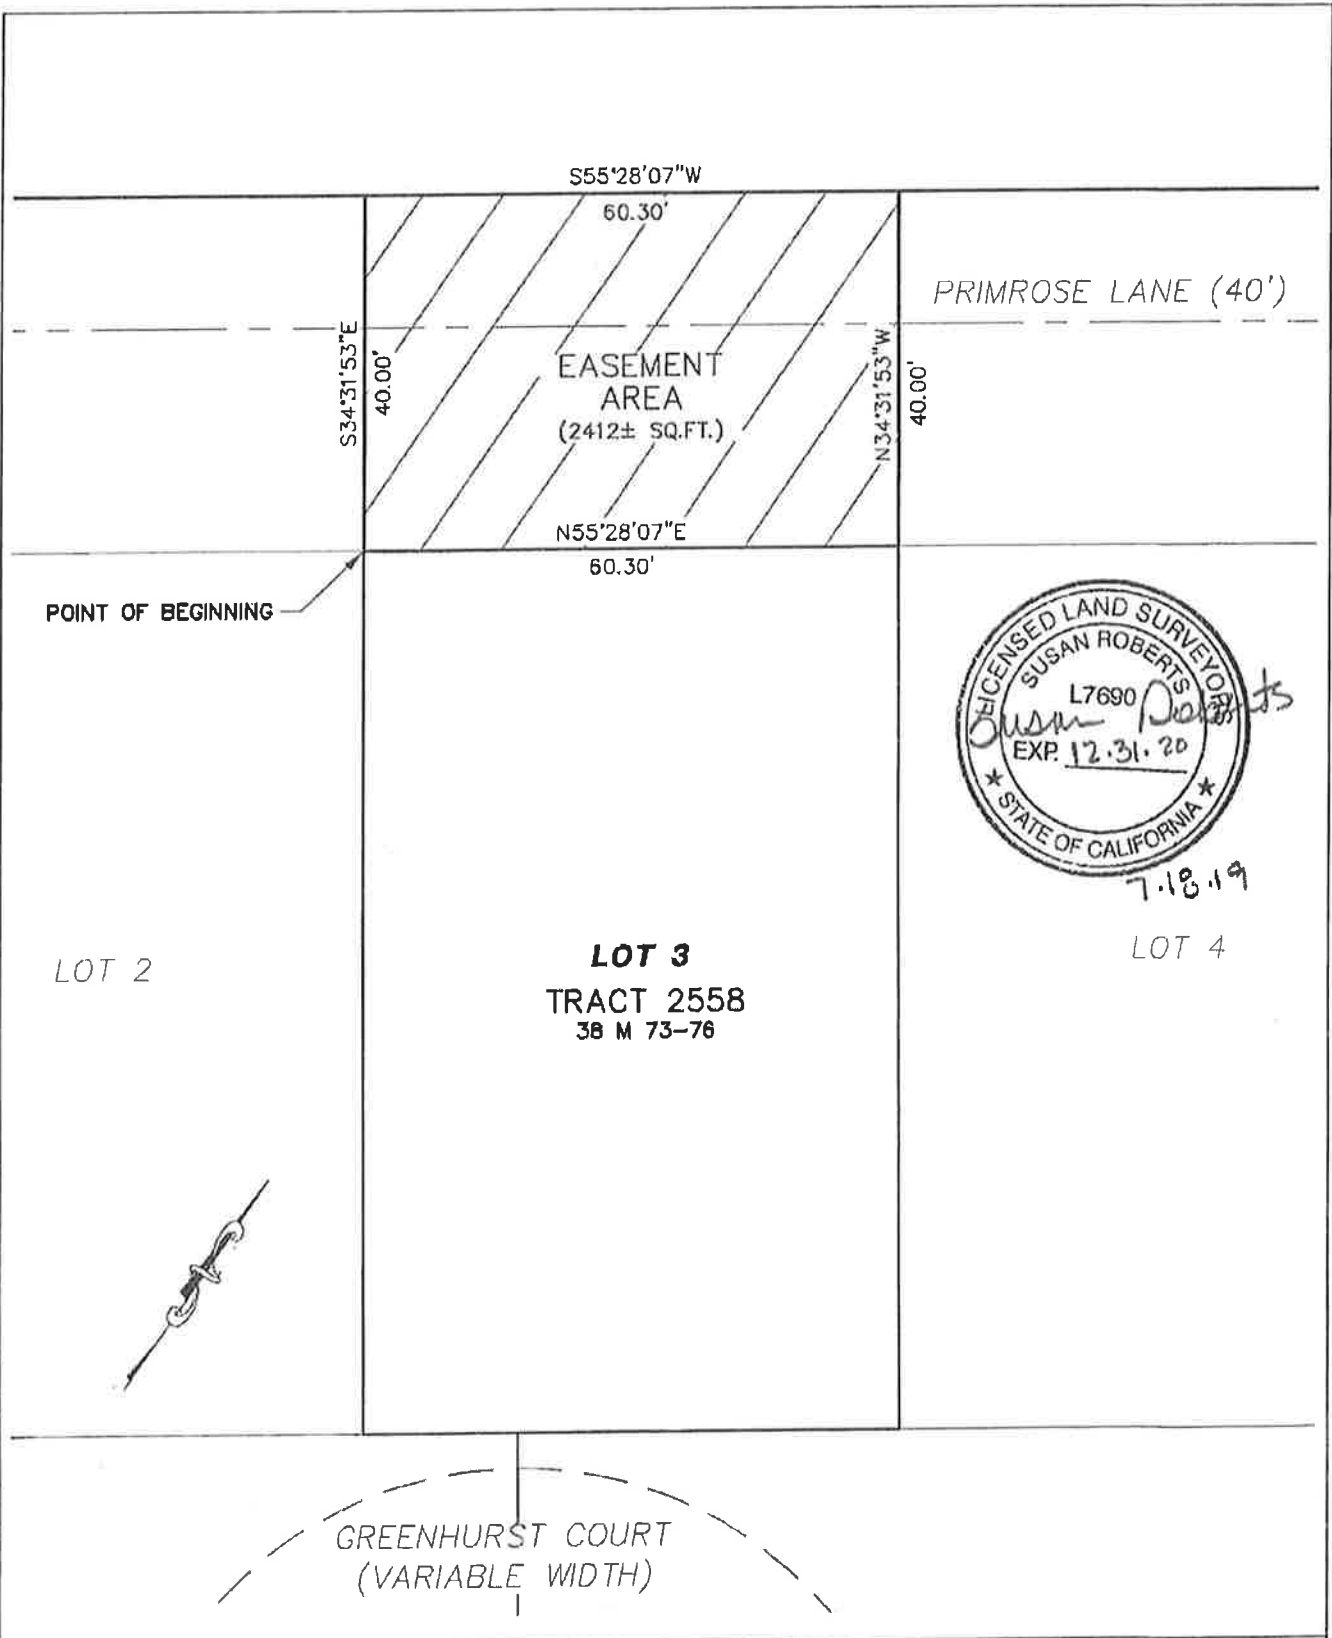 S55°28'07"W
60.30'
PRIMROSE LANE (40')
S34°31'53"E
40.00'
EASEMENT
AREA
(2412± SQ.FT.)
N34°31'53"W
40.00'
N55°28'07"E
60.30'
POINT OF BEGINNING
LICENSED LAND SURVEYOR
SUSAN ROBERTS
L7690
Susan Roberts
EXP. 12.31.20
★ STATE OF CALIFORNIA ★
7.18.19
LOT 2
LOT 3
TRACT 2558
38 M 73-76
LOT 4
GREENHURST COURT
(VARIABLE WIDTH)